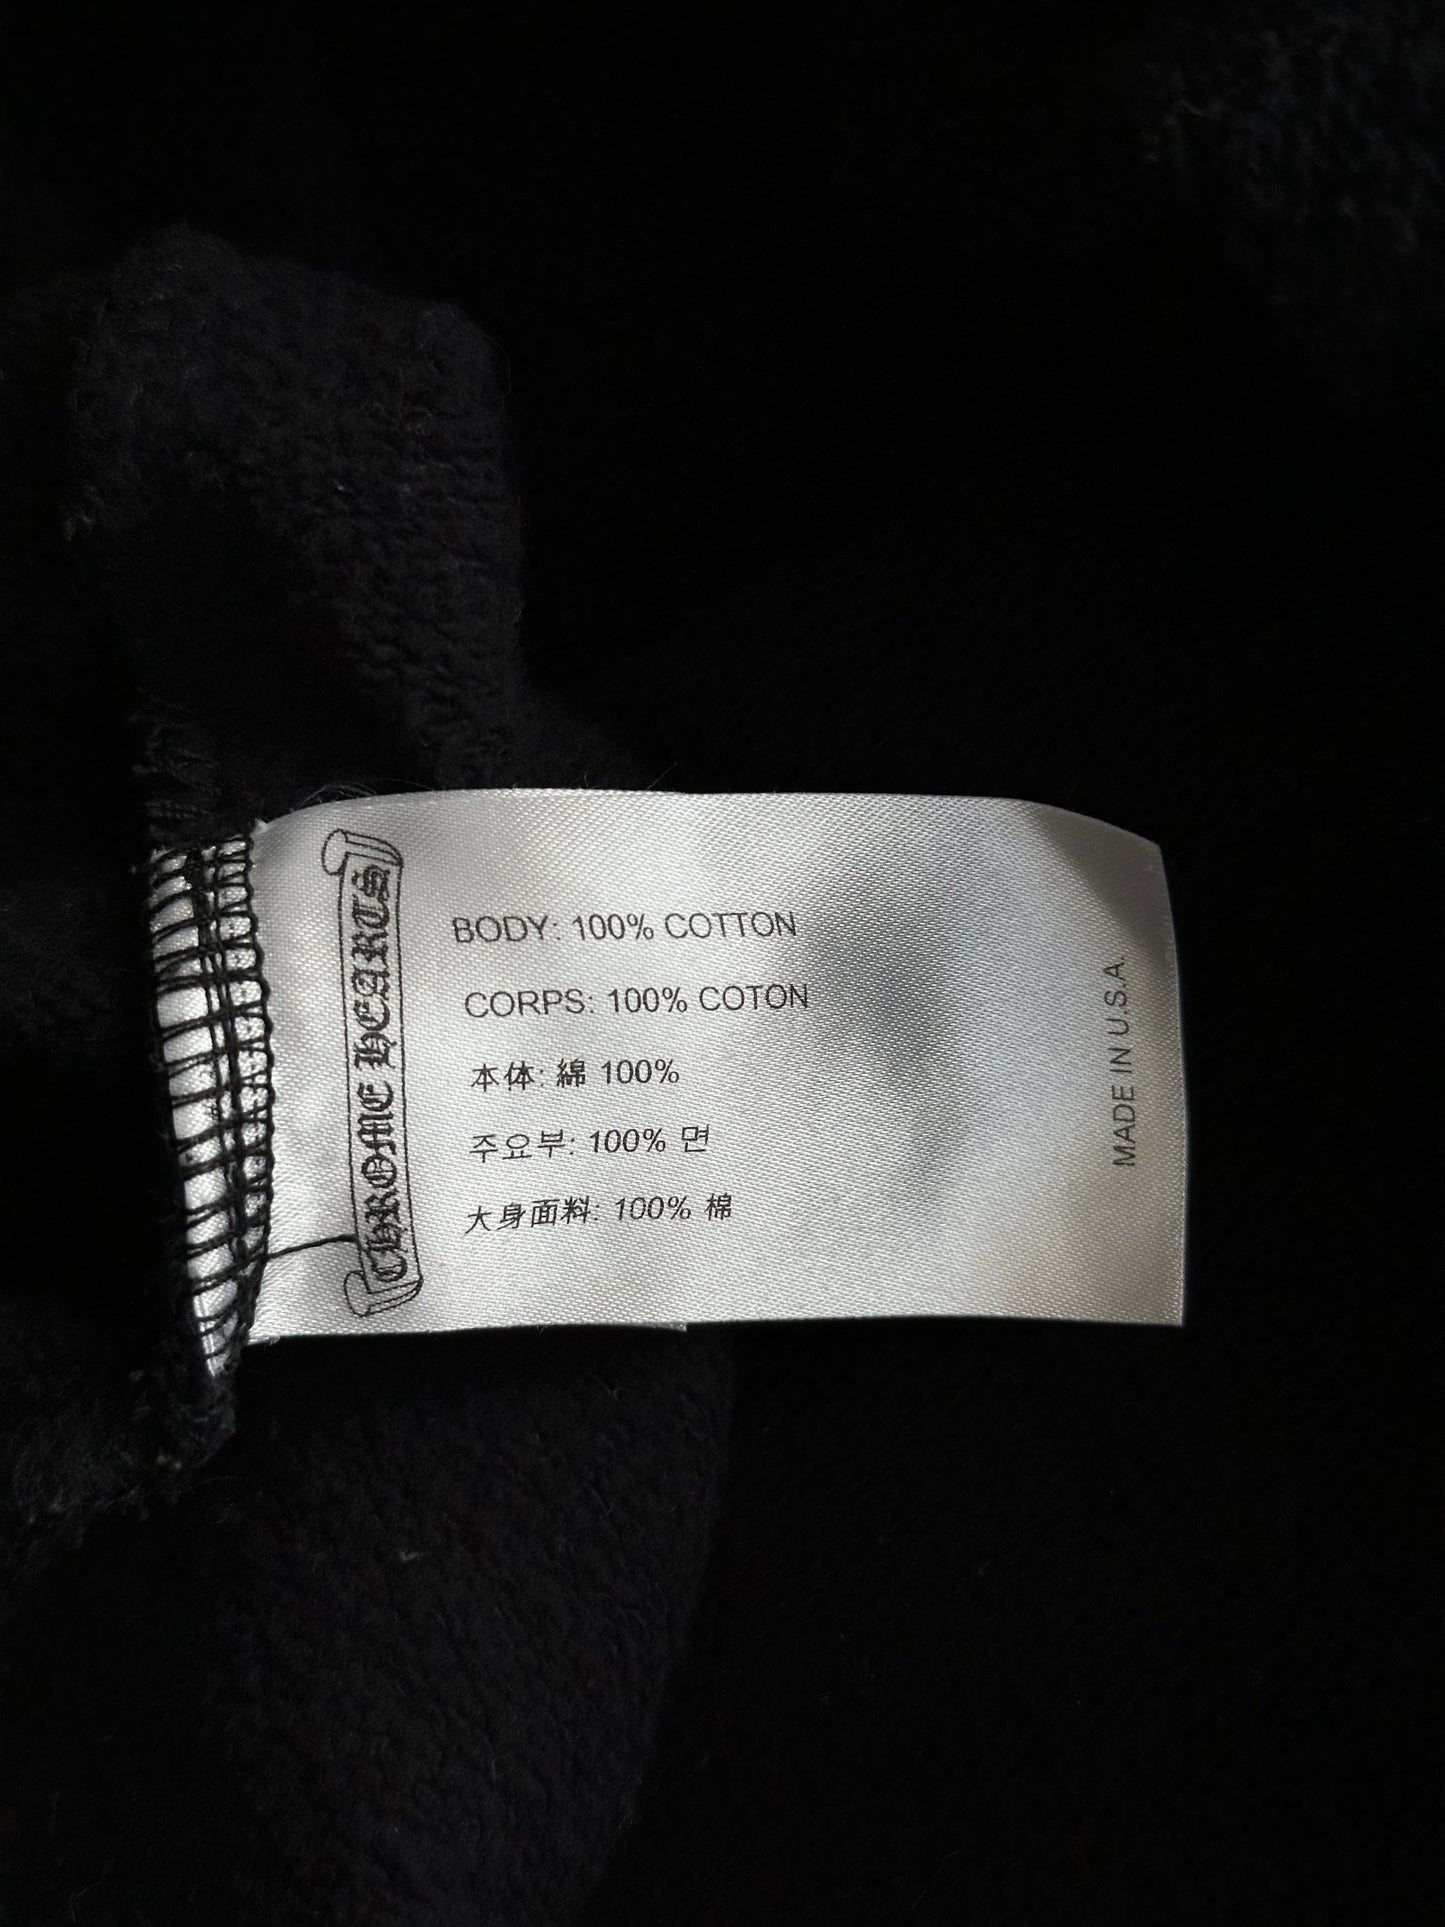 CHROME HEARTS
BODY: 100% COTTON
CORPS: 100% COTON
本体: 綿 100%
주요부: 100% 면
大身面料: 100% 棉
MADE IN U.S.A.